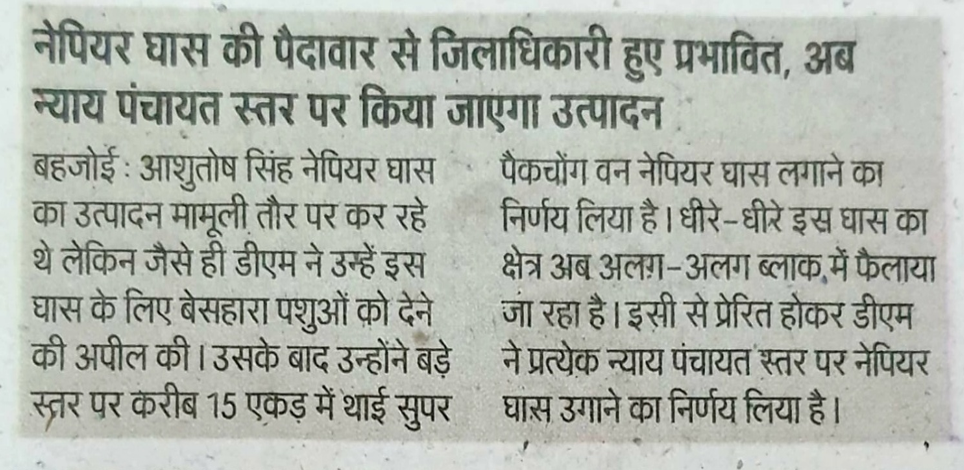 नेपियर घास की पैदावार से जिलाधिकारी हुए प्रभावित, अब
न्याय पंचायत स्तर पर किया जाएगा उत्पादन
बहजोई : आशुतोष सिंह नेपियर घास
का उत्पादन मामूली तौर पर कर रहे
थे लेकिन जैसे ही डीएम ने उन्हें इस
घास के लिए बेसहारा पशुओं को देने
की अपील की। उसके बाद उन्होंने बड़े
स्तर पर करीब 15 एकड़ में थाई सुपर
पैकचोंग वन नेपियर घास लगाने का
निर्णय लिया है। धीरे-धीरे इस घास का
क्षेत्र अब अलग-अलग ब्लाक में फैलाया
जा रहा है। इसी से प्रेरित होकर डीएम
ने प्रत्येक न्याय पंचायत स्तर पर नेपियर
घास उगाने का निर्णय लिया है।